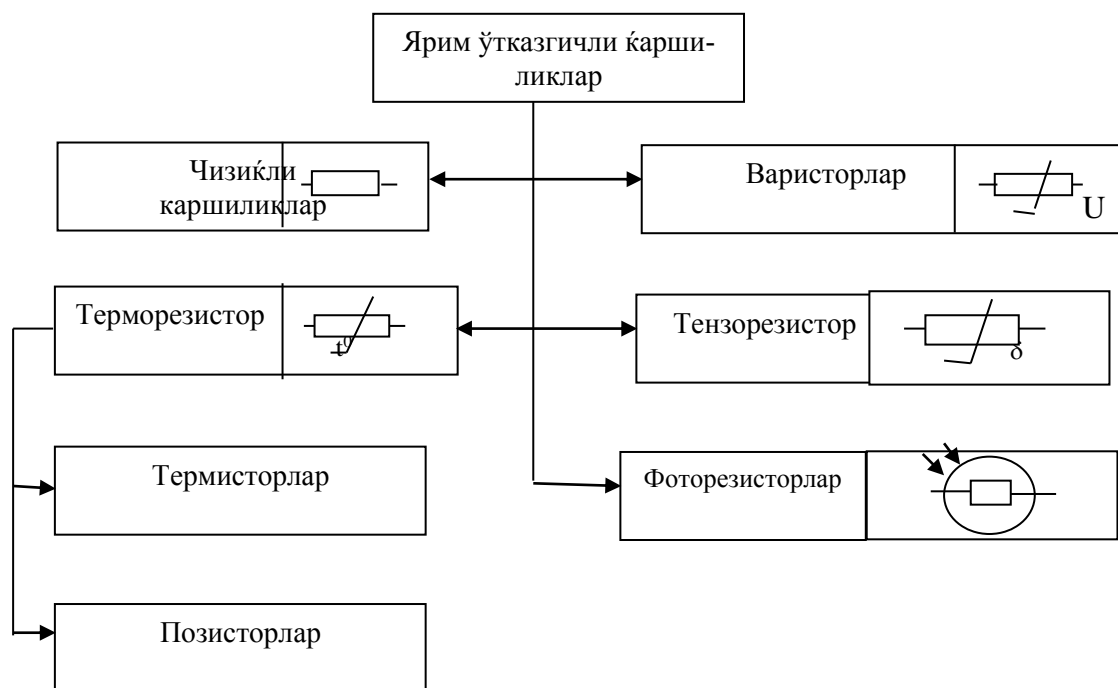 Ярим ўтказгичли ќарши-
ликлар
Чизиќли
каршиликлар
Варисторлар
U
Терморезистор
t⁰
Тензорезистор
δ
Термисторлар
Фоторезисторлар
Позисторлар